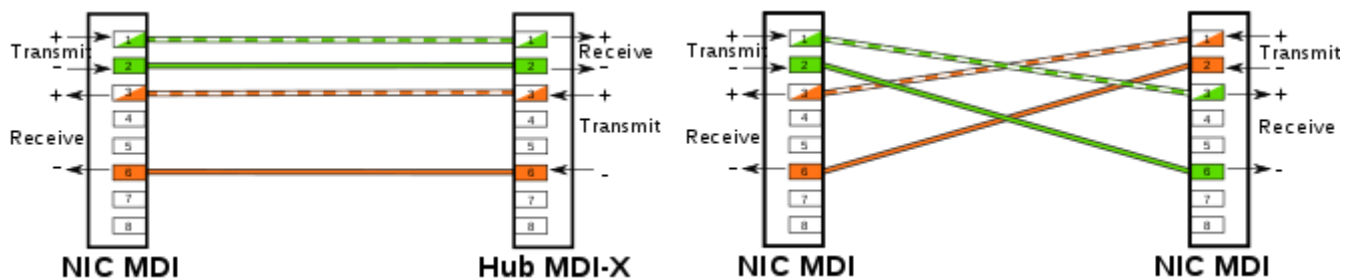 + 1 1 +
Transmit Receive
- 2 2 -
+ 3 3 +
4 4
Receive Transmit
5 5
- 6 6 -
7 7
8 8
NIC MDI Hub MDI-X
+ 1 1 +
Transmit Transmit
- 2 2 -
+ 3 3 +
4 4
Receive Receive
5 5
- 6 6 -
7 7
8 8
NIC MDI NIC MDI